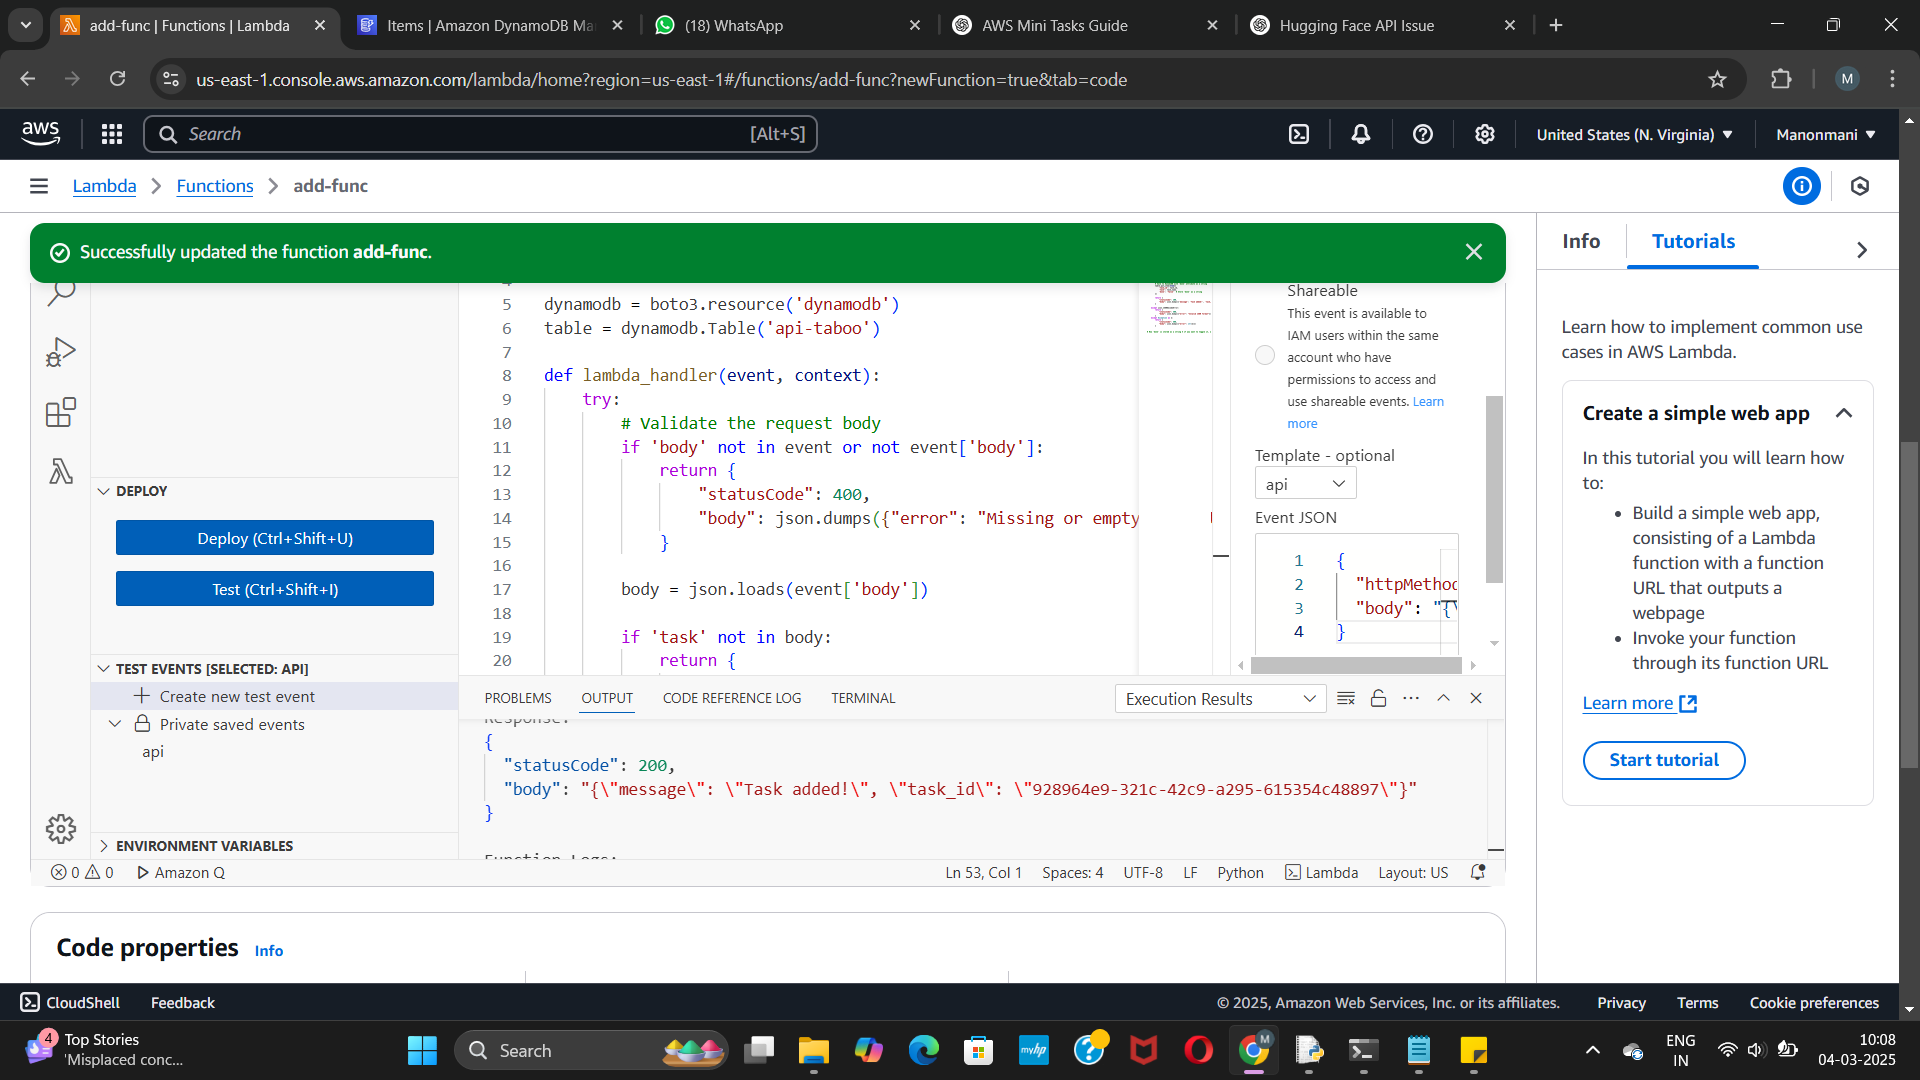 add-func | Functions | Lambda
Items | Amazon DynamoDB Ma
(18) WhatsApp
AWS Mini Tasks Guide
Hugging Face API Issue
us-east-1.console.aws.amazon.com/lambda/home?region=us-east-1#/functions/add-func?newFunction=true&tab=code
M
aws
Search
[Alt+S]
United States (N. Virginia)
Manonmani
Lambda
Functions
add-func
Successfully updated the function add-func.
Info
Tutorials
5 dynamodb = boto3.resource('dynamodb')
6 table = dynamodb.Table('api-taboo')
7
8 def lambda_handler(event, context):
9 try:
10 # Validate the request body
11 if 'body' not in event or not event['body']:
12 return {
13 "statusCode": 400,
14 "body": json.dumps({"error": "Missing or empty
15 }
16
17 body = json.loads(event['body'])
18
19 if 'task' not in body:
20 return {
DEPLOY
Deploy (Ctrl+Shift+U)
Test (Ctrl+Shift+I)
TEST EVENTS [SELECTED: API]
Create new test event
Private saved events
api
ENVIRONMENT VARIABLES
Shareable
This event is available to
IAM users within the same
account who have
permissions to access and
use shareable events. Learn
more
Template - optional
api
Event JSON
1 {
2 "httpMethod
3 "body": "{\
4 }
PROBLEMS
OUTPUT
CODE REFERENCE LOG
TERMINAL
Execution Results
Response:
{
"statusCode": 200,
"body": "{\"message\": \"Task added!\", \"task_id\": \"928964e9-321c-42c9-a295-615354c48897\"}"
}
Function Logs:
0 0 Amazon Q
Ln 53, Col 1 Spaces: 4 UTF-8 LF Python Lambda Layout: US
Learn how to implement common use
cases in AWS Lambda.
Create a simple web app
In this tutorial you will learn how
to:
• Build a simple web app,
consisting of a Lambda
function with a function
URL that outputs a
webpage
• Invoke your function
through its function URL
Learn more
Start tutorial
Code properties Info
CloudShell
Feedback
© 2025, Amazon Web Services, Inc. or its affiliates.
Privacy
Terms
Cookie preferences
4
Top Stories
'Misplaced conc...
Search
myhp
M
ENG
IN
10:08
04-03-2025